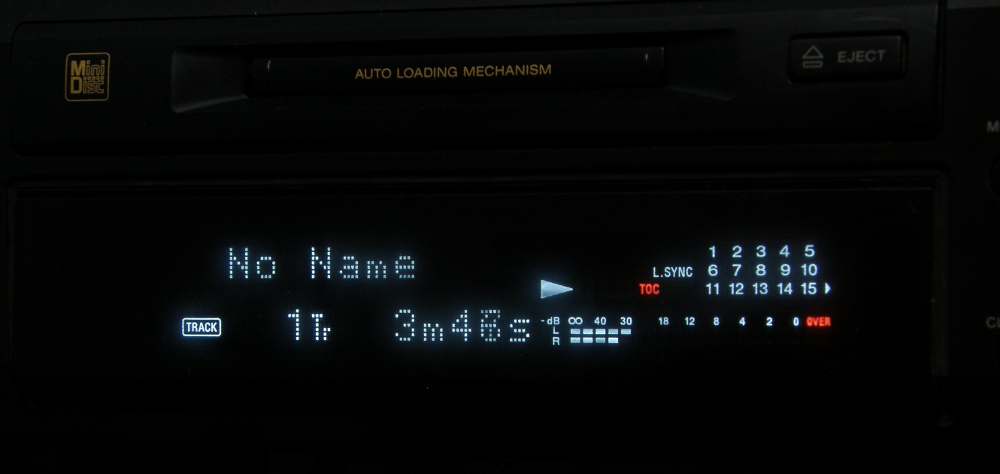 MiniDisc
AUTO LOADING MECHANISM
EJECT
No Name
1 2 3 4 5
L.SYNC 6 7 8 9 10
TOC 11 12 13 14 15
TRACK 1Tr
-dB ∞ 40 30 18 12 8 4 2 0 OVER
L
R